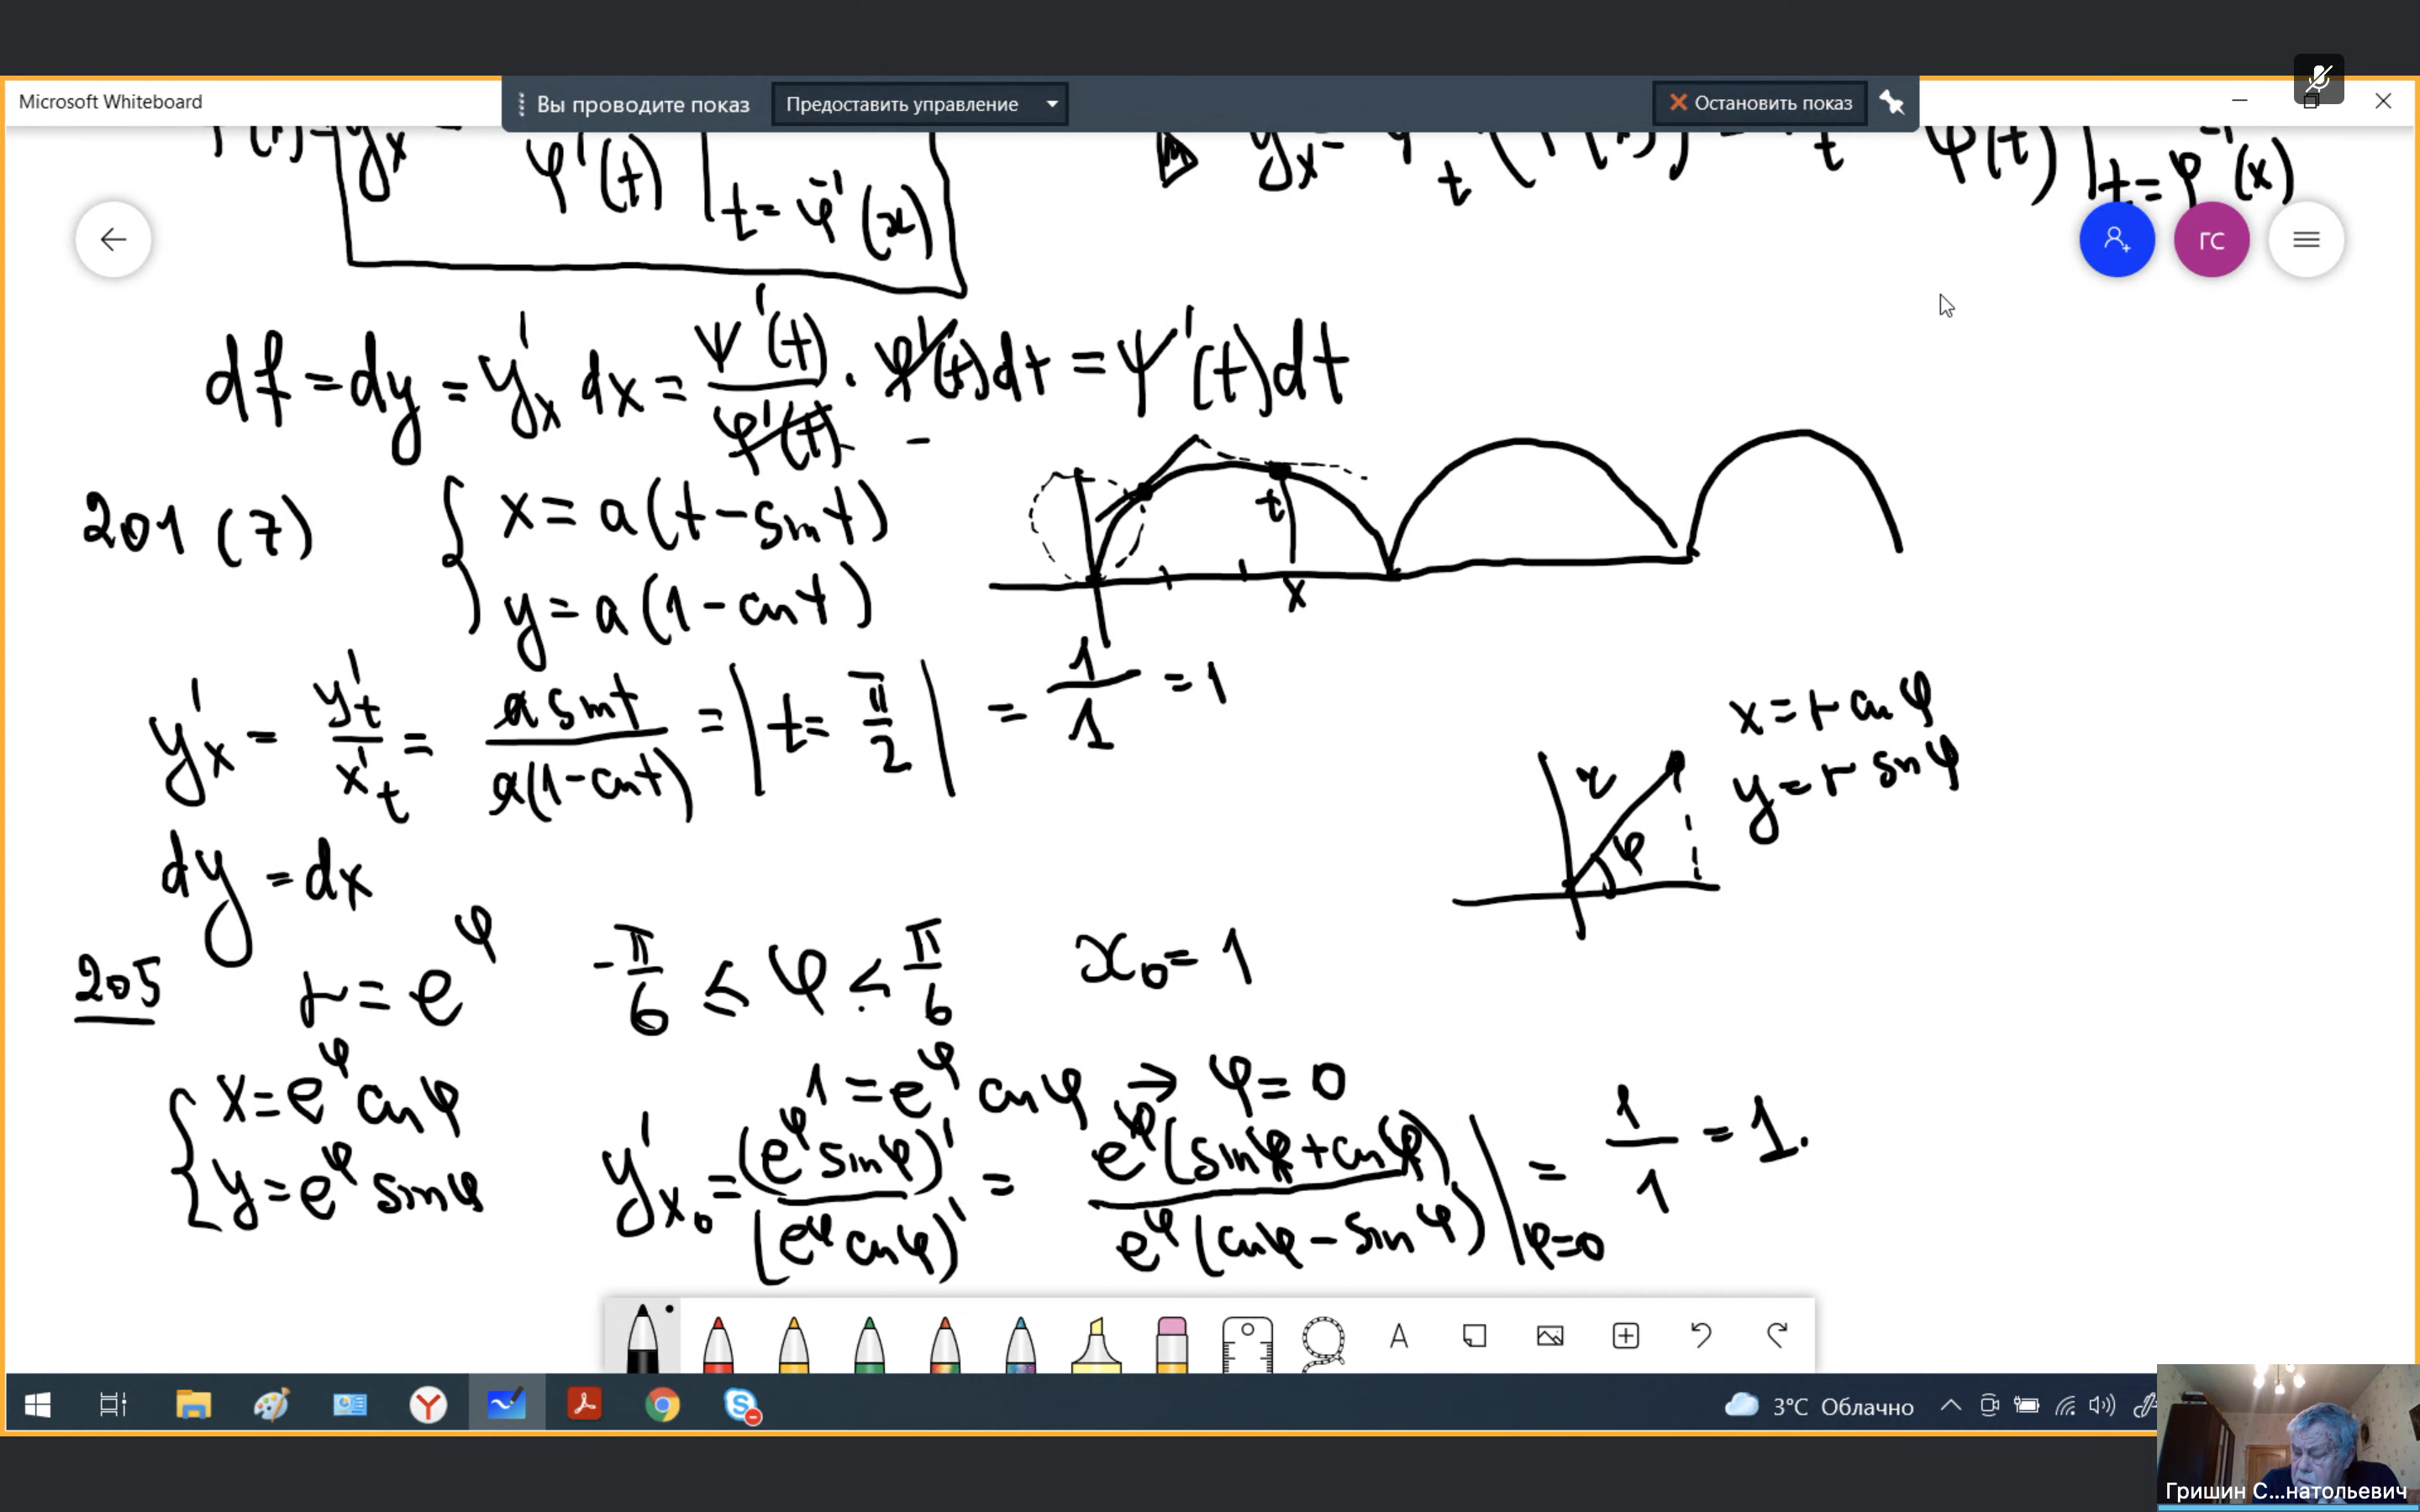 Microsoft Whiteboard
Вы проводите показ
Предоставить управление
Остановить показ
φ'(t) | t = φ⁻¹(x)
φ(t) | t = φ⁻¹(x)
ГС
df = dy = y'ₓ dx = ψ'(t)/φ'(t) · φ'(t)dt = ψ'(t)dt
201 (7)
{ x = a(t − sin t)
y = a(1 − cos t)
t
x
y'ₓ = y't/x't = a sin t / a(1 − cos t) = | t = π/2 | = 1/1 = 1
x = r cos φ
y = r sin φ
r
φ
dy = dx
205
r = e^φ
−π/6 ≤ φ ≤ π/6
x₀ = 1
{ x = e^φ cos φ
y = e^φ sin φ
1 = e^φ cos φ → φ = 0
y'ₓ₀ = (e^φ sin φ)' / (e^φ cos φ)' = e^φ(sin φ + cos φ) / e^φ(cos φ − sin φ) | φ=0 = 1/1 = 1.
3°C Облачно
Гришин С...натольевич